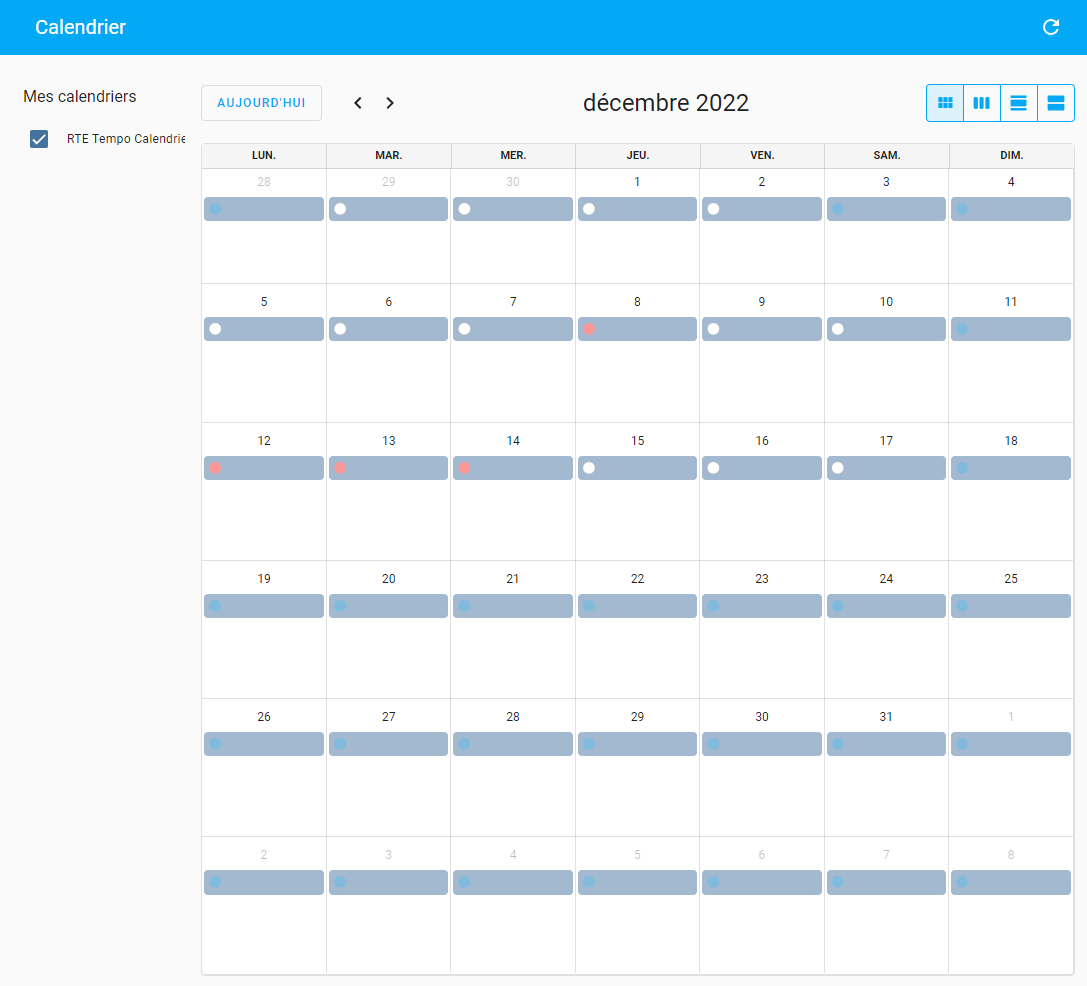 Calendrier
Mes calendriers
RTE Tempo Calendrie
AUJOURD'HUI
décembre 2022
LUN. MAR. MER. JEU. VEN. SAM. DIM.
28 29 30 1 2 3 4
5 6 7 8 9 10 11
12 13 14 15 16 17 18
19 20 21 22 23 24 25
26 27 28 29 30 31 1
2 3 4 5 6 7 8